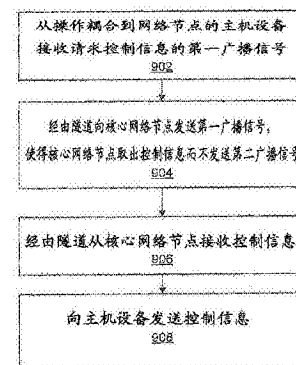 从操作耦合到网络节点的主机设备
接收请求控制信息的第一广播信号
902
经由隧道向核心网络节点发送第一广播信号,
使得核心网络节点取出控制信息而不发送第二广播信号
904
经由隧道从核心网络节点接收控制信息
906
向主机设备发送控制信息
908